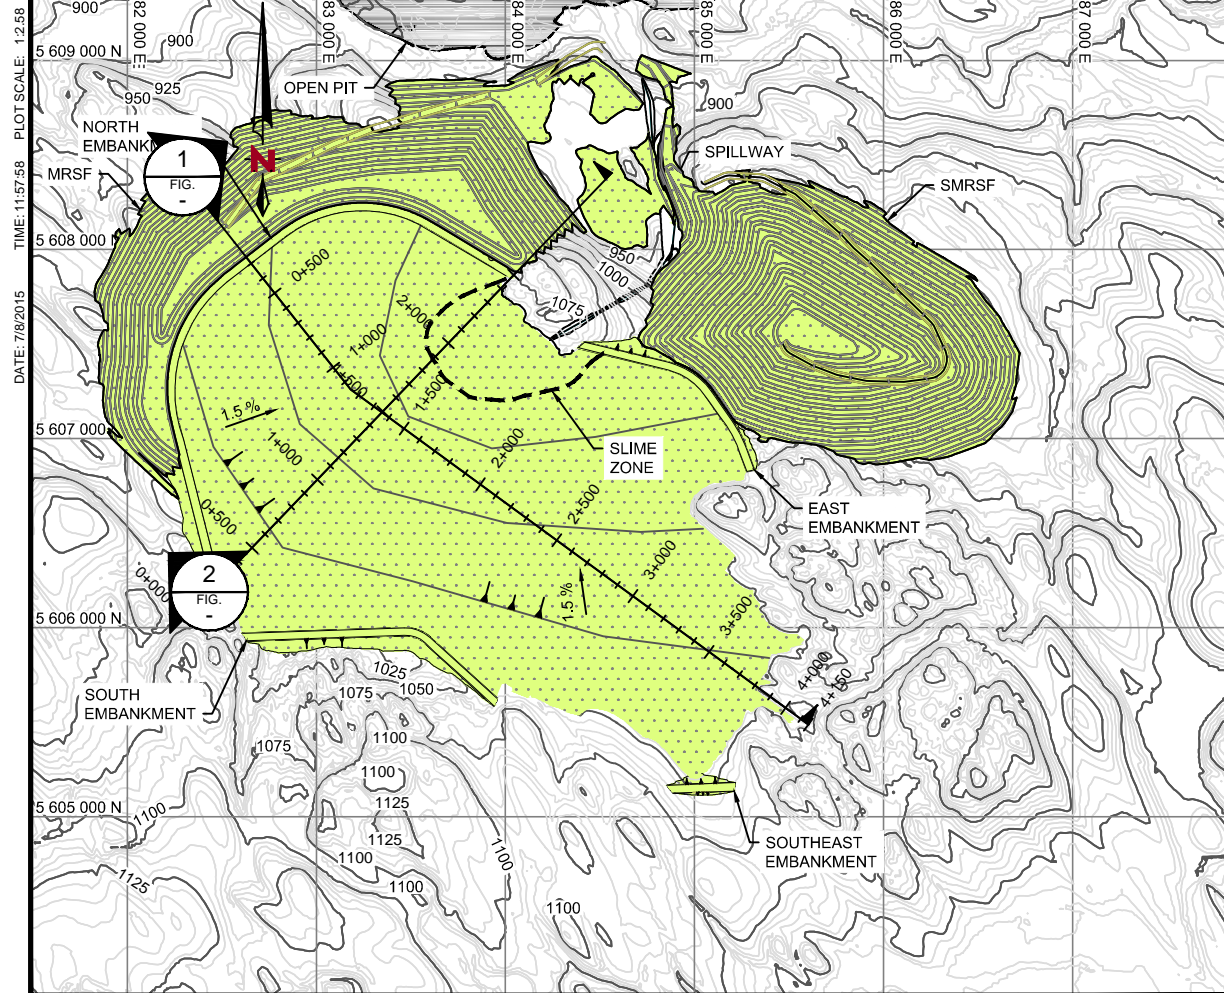 PLOT SCALE: 1:2.58
TIME: 11:57:58
DATE: 7/8/2015
82 000 E
83 000 E
84 000 E
85 000 E
86 000 E
87 000 E
900
900
5 609 000 N
925
950
OPEN PIT
900
NORTH
MRSF
1
FIG.
-
N
SPILLWAY
SMRSF
5 608 000 N
950
1000
1075
0+500
2+000
1+000
1+500
1+500
1.5 %
5 607 000 N
1+000
2+000
SLIME
ZONE
0+500
2+500
EAST
EMBANKMENT
3+000
0+000
2
FIG.
-
1.5 %
3+500
5 606 000 N
4+000
4+150
SOUTH
EMBANKMENT
1025
1050
1075
1100
1075
1100
1125
1125
1100
1100
1100
1100
1100
1125
5 605 000 N
SOUTHEAST
EMBANKMENT